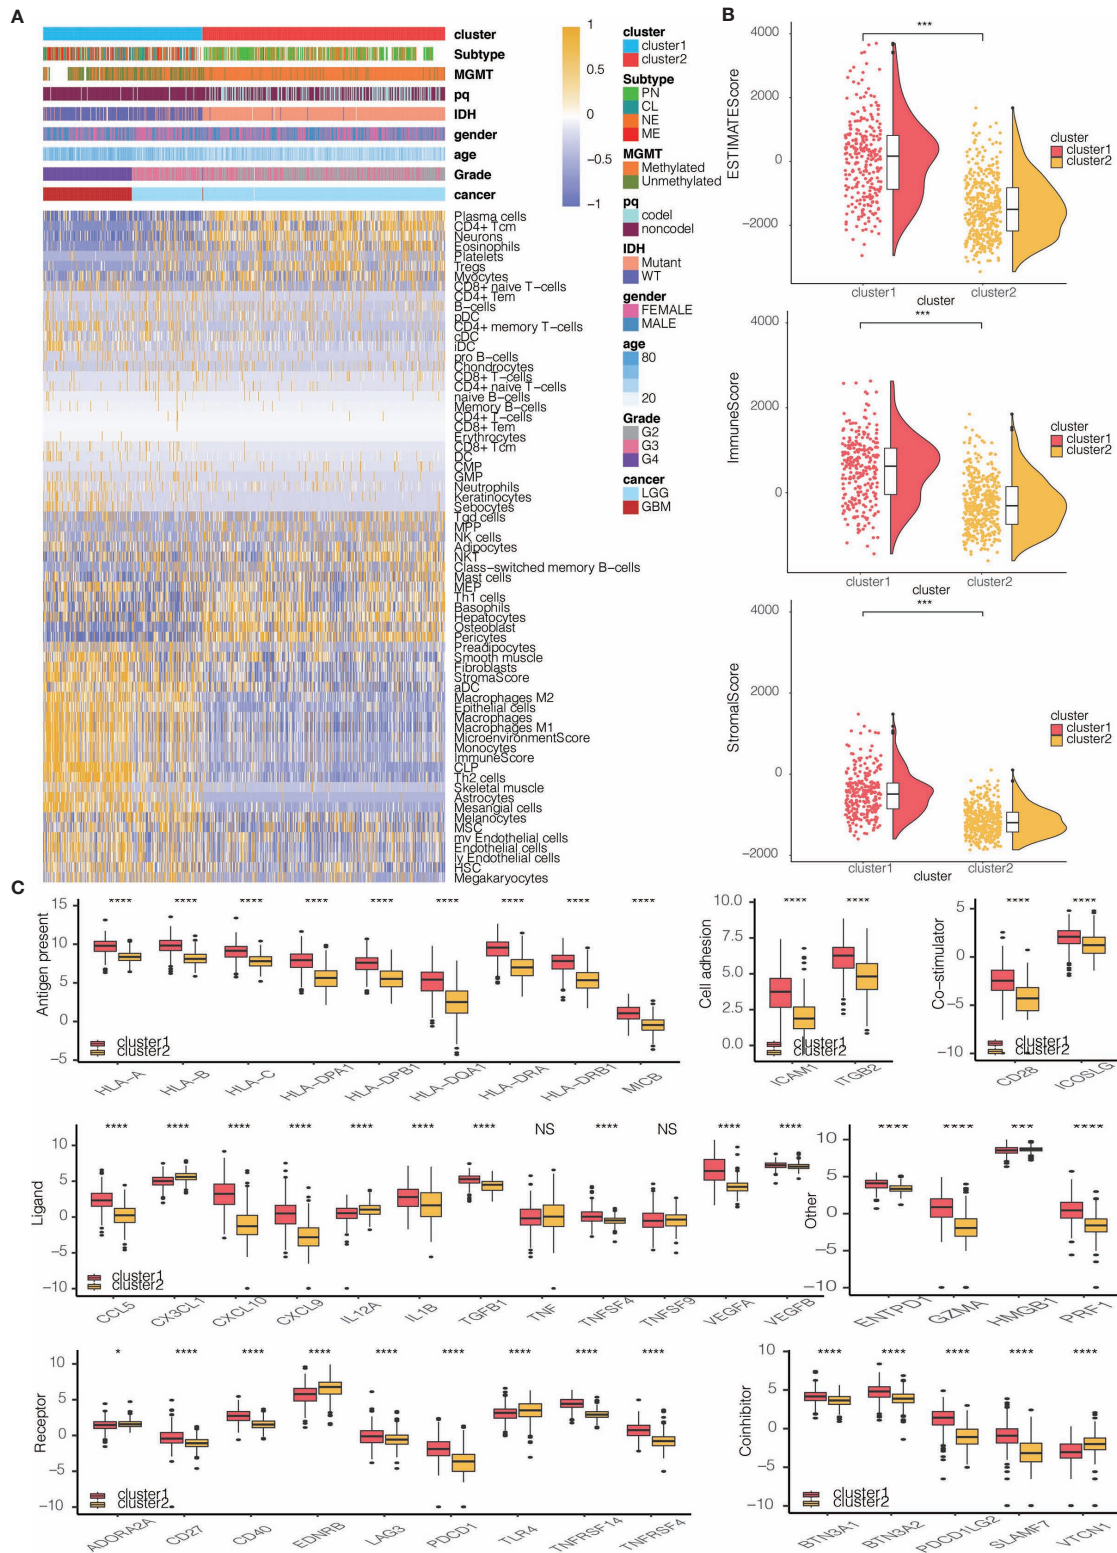 A
cluster
Subtype
MGMT
pq
IDH
gender
age
Grade
cancer
Plasma cells
CD4+ Tcm
Neurons
Eosinophils
Platelets
Tregs
Myocytes
CD8+ naive T-cells
CD4+ Tem
B-cells
pDC
CD4+ memory T-cells
cDC
iDC
pro B-cells
Chondrocytes
CD8+ T-cells
CD4+ naive T-cells
naive B-cells
Memory B-cells
CD4+ T-cells
CD8+ Tem
Erythrocytes
CD8+ Tcm
DC
CMP
GMP
Neutrophils
Keratinocytes
Sebocytes
Tgd cells
MPP
NK cells
Adipocytes
NKT
Class-switched memory B-cells
Mast cells
MEP
Th1 cells
Basophils
Hepatocytes
Osteoblast
Pericytes
Preadipocytes
Smooth muscle
Fibroblasts
StromaScore
aDC
Macrophages M2
Epithelial cells
Macrophages
Macrophages M1
MicroenvironmentScore
Monocytes
ImmuneScore
CLP
Th2 cells
Skeletal muscle
Astrocytes
Mesangial cells
Melanocytes
MSC
mv Endothelial cells
Endothelial cells
ly Endothelial cells
HSC
Megakaryocytes
1
0.5
0
-0.5
-1
cluster
cluster1
cluster2
Subtype
PN
CL
NE
ME
MGMT
Methylated
Unmethylated
pq
codel
noncodel
IDH
Mutant
WT
gender
FEMALE
MALE
age
80
20
Grade
G2
G3
G4
cancer
LGG
GBM
B
***
ESTIMATEScore
4000
2000
0
-2000
cluster1 cluster2
cluster
cluster
cluster1
cluster2
***
ImmuneScore
4000
2000
0
cluster1 cluster2
cluster
cluster
cluster1
cluster2
***
StromalScore
4000
2000
0
-2000
cluster1 cluster2
cluster
cluster
cluster1
cluster2
C
Antigen present
15
10
5
0
-5
**** **** **** **** **** **** **** **** ****
cluster1
cluster2
HLA-A HLA-B HLA-C HLA-DPA1 HLA-DPB1 HLA-DQA1 HLA-DRA HLA-DRB1 MICB
Cell adhesion
10.0
7.5
5.0
2.5
0.0
**** ****
cluster1
cluster2
ICAM1 ITGB2
Co-stimulator
5
0
-5
-10
**** ****
cluster1
cluster2
CD28 ICOSLG
Ligand
10
5
0
-5
-10
**** **** **** **** **** **** **** NS **** NS **** ****
cluster1
cluster2
CCL5 CX3CL1 CXCL10 CXCL9 IL12A IL1B TGFB1 TNF TNFSF4 TNFSF9 VEGFA VEGFB
Other
10
5
0
-5
-10
**** **** *** ****
ENTPD1 GZMA HMGB1 PRF1
Receptor
10
5
0
-5
-10
* **** **** **** **** **** **** **** ****
cluster1
cluster2
ADORA2A CD27 CD40 EDNRB LAG3 PDCD1 TLR4 TNFRSF14 TNFRSF4
Coinhibitor
10
5
0
-5
-10
**** **** **** **** ****
cluster1
cluster2
BTN3A1 BTN3A2 PDCD1LG2 SLAMF7 VTCN1